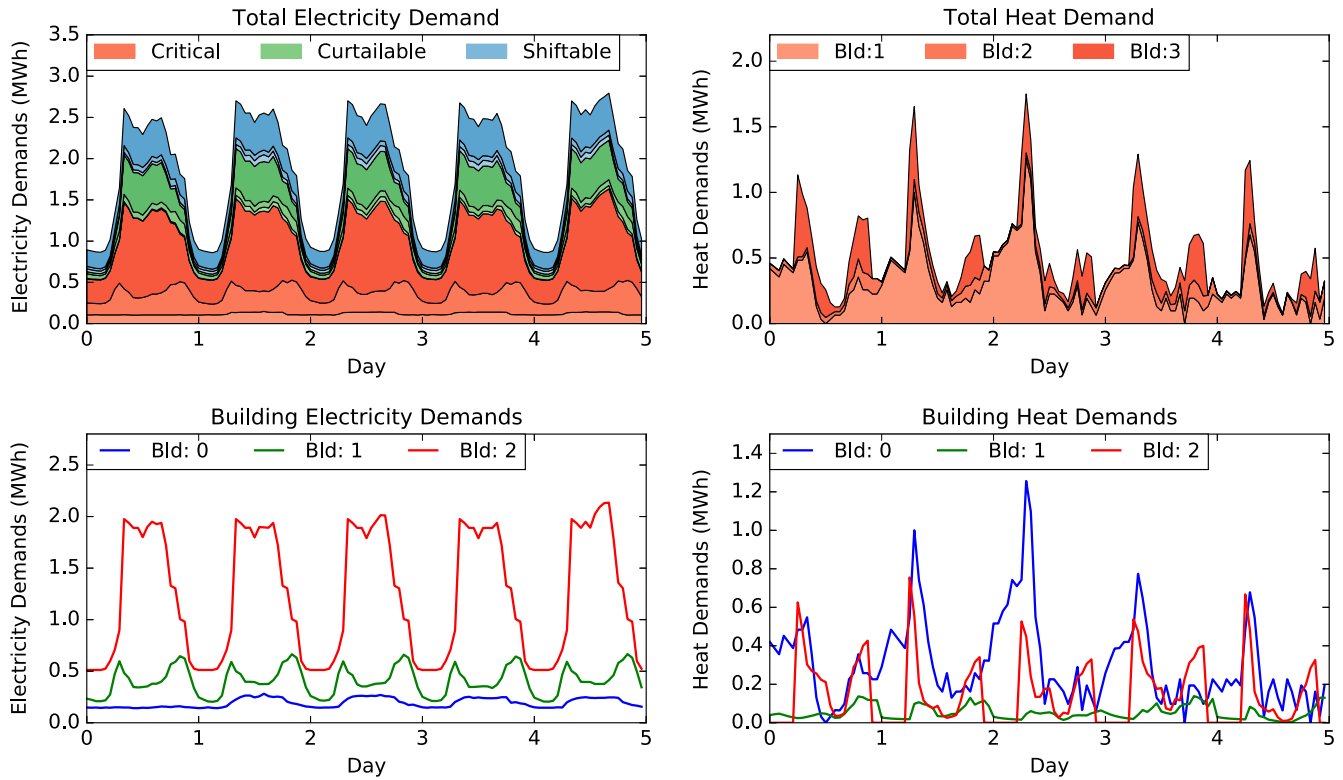 Total Electricity Demand
Electricity Demands (MWh)
3.5
3.0
2.5
2.0
1.5
1.0
0.5
0.0
Critical Curtailable Shiftable
0 1 2 3 4 5
Day
Total Heat Demand
Heat Demands (MWh)
2.0
1.5
1.0
0.5
0.0
Bld:1 Bld:2 Bld:3
0 1 2 3 4 5
Day
Building Electricity Demands
Electricity Demands (MWh)
2.5
2.0
1.5
1.0
0.5
0.0
Bld: 0 Bld: 1 Bld: 2
0 1 2 3 4 5
Day
Building Heat Demands
Heat Demands (MWh)
1.4
1.2
1.0
0.8
0.6
0.4
0.2
0.0
Bld: 0 Bld: 1 Bld: 2
0 1 2 3 4 5
Day